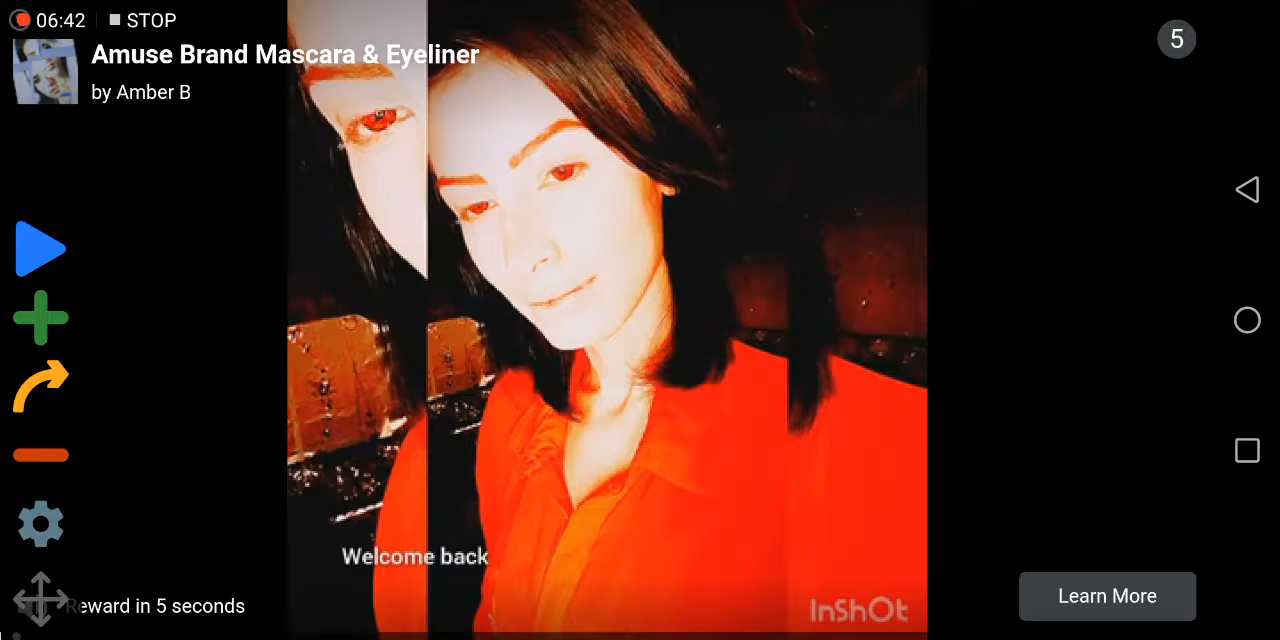 06:42 STOP
5
Amuse Brand Mascara & Eyeliner
by Amber B
Welcome back
Reward in 5 seconds
Learn More
InShOt